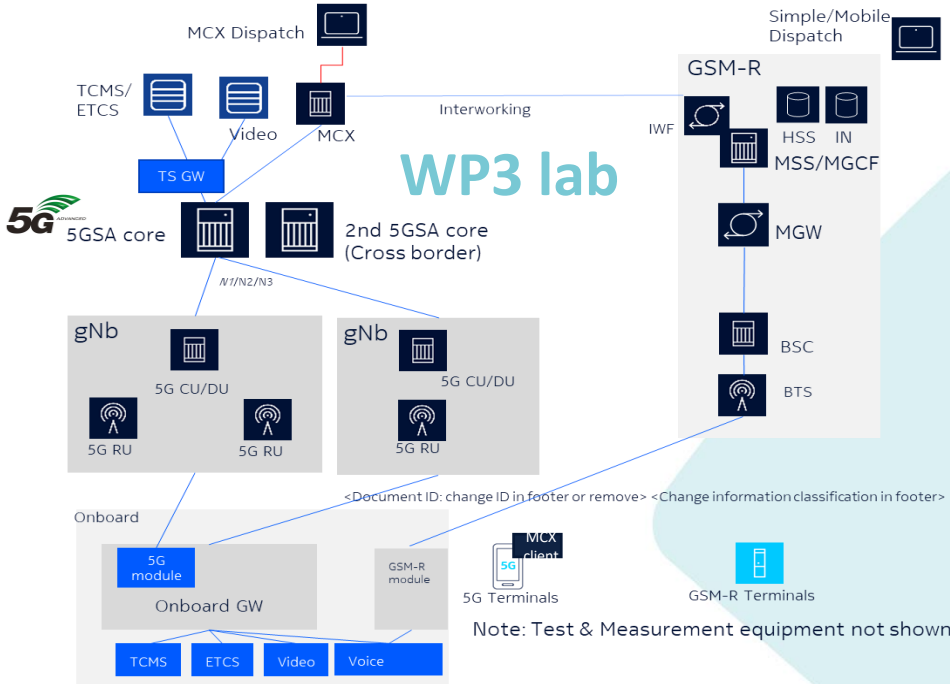 MCX Dispatch
Simple/Mobile
Dispatch
GSM-R
TCMS/
ETCS
Video
MCX
Interworking
IWF
HSS
IN
MSS/MGCF
WP3 lab
TS GW
5G ADVANCED
5GSA core
2nd 5GSA core
(Cross border)
MGW
N1/N2/N3
gNb
gNb
5G CU/DU
5G CU/DU
BSC
BTS
5G RU
5G RU
5G RU
<Document ID: change ID in footer or remove> <Change information classification in footer>
Onboard
5G
module
Onboard GW
GSM-R
module
MCX
client
5G
5G Terminals
GSM-R Terminals
Note: Test & Measurement equipment not shown
TCMS
ETCS
Video
Voice